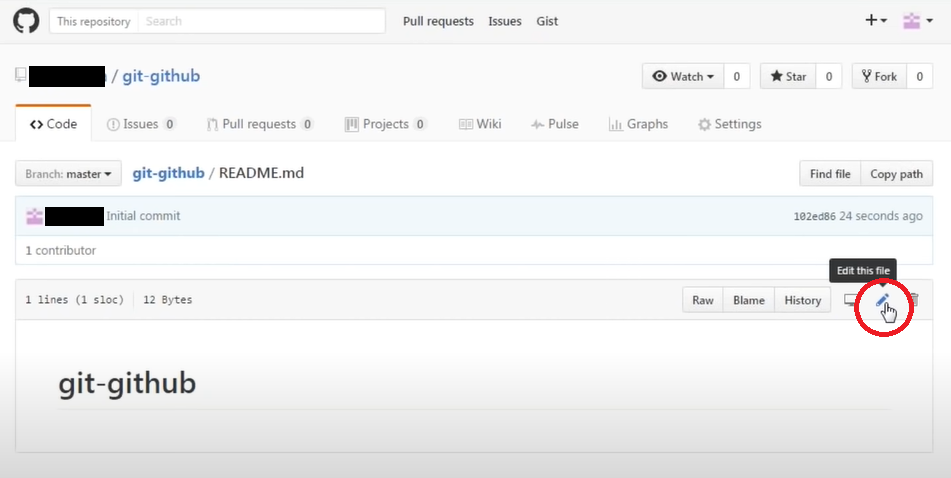 This repository Search Pull requests Issues Gist
/ git-github Watch 0 Star 0 Fork 0
Code Issues 0 Pull requests 0 Projects 0 Wiki Pulse Graphs Settings
Branch: master git-github / README.md Find file Copy path
Initial commit 102ed86 24 seconds ago
1 contributor
Edit this file
1 lines (1 sloc) 12 Bytes Raw Blame History
git-github